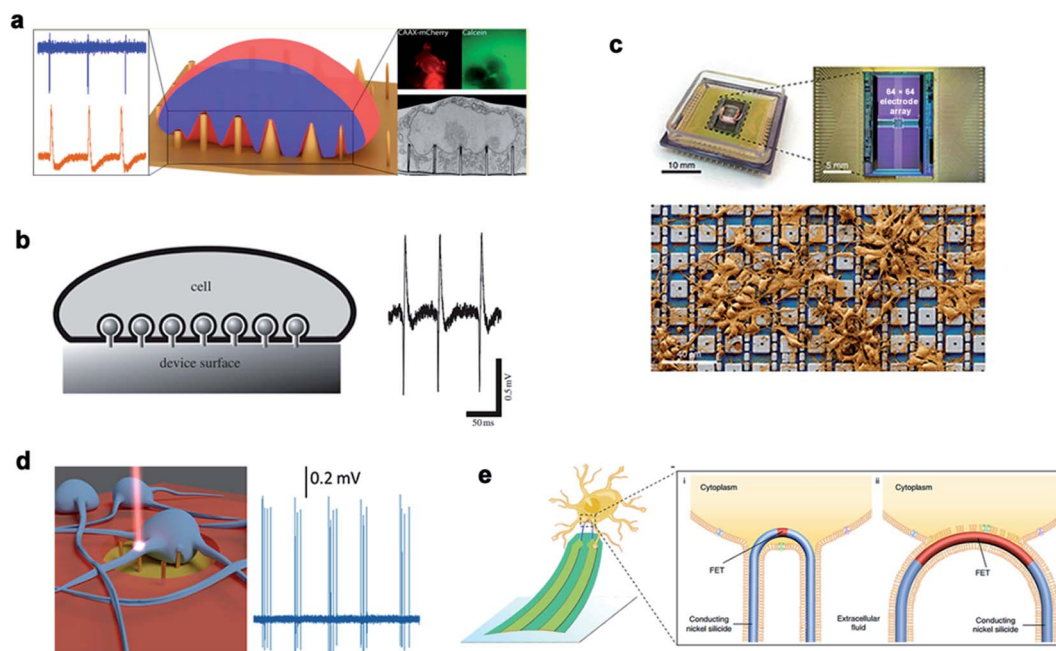 a
CAAX-mCherry
Calcein
b
cell
device surface
0.5 mV
50 ms
c
64 × 64
electrode
array
10 mm
5 mm
d
0.2 mV
e
i
Cytoplasm
FET
Conducting
nickel silicide
Extracellular
fluid
ii
Cytoplasm
FET
Conducting
nickel silicide